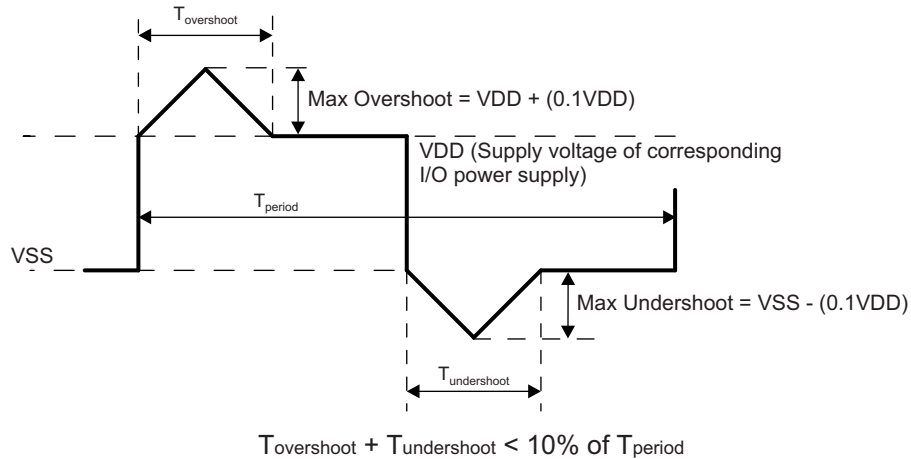 Tovershoot
Max Overshoot = VDD + (0.1VDD)
VDD (Supply voltage of corresponding
I/O power supply)
Tperiod
VSS
Max Undershoot = VSS - (0.1VDD)
Tundershoot
Tovershoot + Tundershoot < 10% of Tperiod